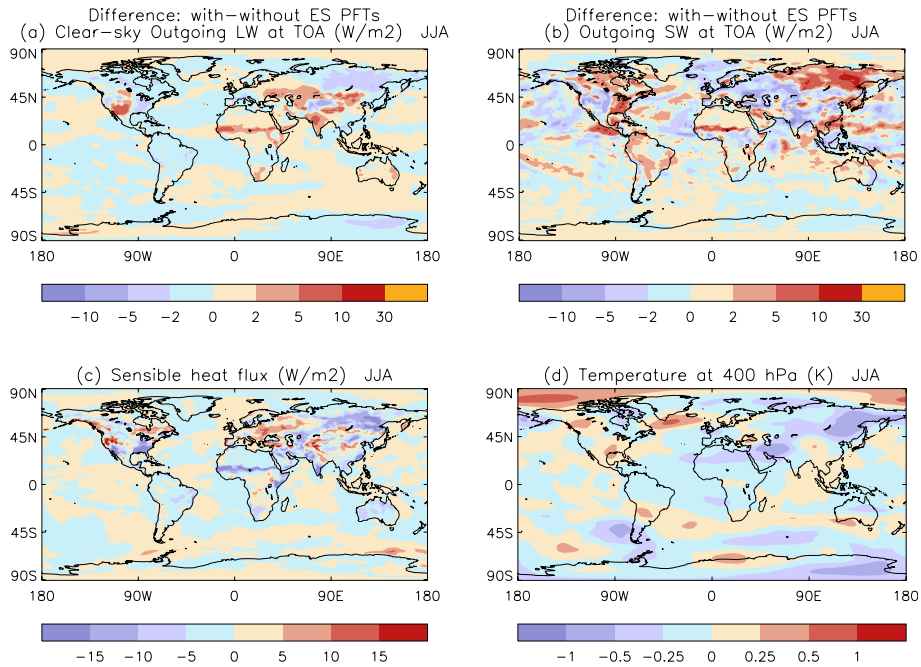 Difference: with−without ES PFTs
(a) Clear−sky Outgoing LW at TOA (W/m2) JJA
90N
45N
0
45S
90S
180 90W 0 90E 180
−10 −5 −2 0 2 5 10 30
Difference: with−without ES PFTs
(b) Outgoing SW at TOA (W/m2) JJA
90N
45N
0
45S
90S
180 90W 0 90E 180
−10 −5 −2 0 2 5 10 30
(c) Sensible heat flux (W/m2) JJA
90N
45N
0
45S
90S
180 90W 0 90E 180
−15 −10 −5 0 5 10 15
(d) Temperature at 400 hPa (K) JJA
90N
45N
0
45S
90S
180 90W 0 90E 180
−1 −0.5 −0.25 0 0.25 0.5 1